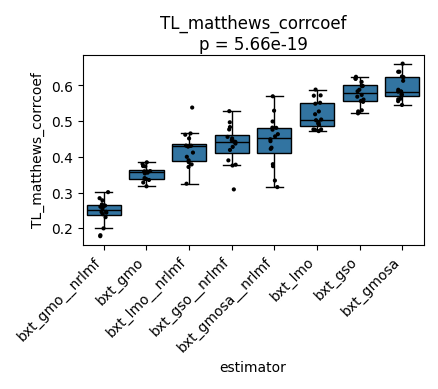 TL_matthews_corrcoef
p = 5.66e-19
TL_matthews_corrcoef
0.6
0.5
0.4
0.3
0.2
bxt_gmo__nrlmf
bxt_gmo
bxt_lmo__nrlmf
bxt_gso__nrlmf
bxt_gmosa__nrlmf
bxt_lmo
bxt_gso
bxt_gmosa
estimator